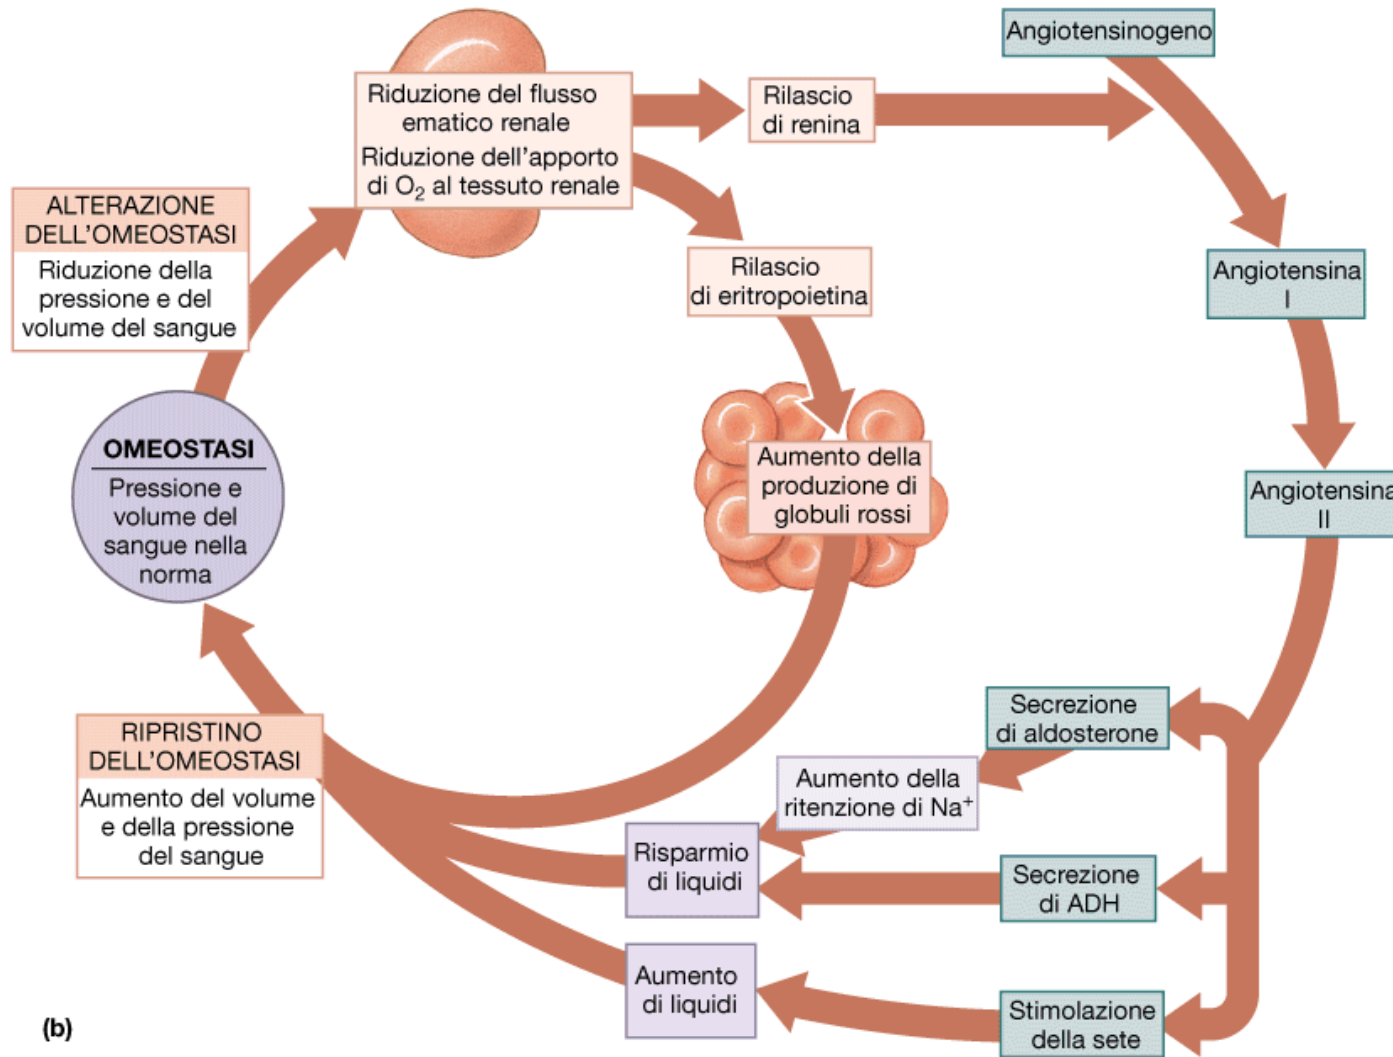 Angiotensinogeno
Riduzione del flusso
ematico renale
Riduzione dell'apporto
di O₂ al tessuto renale
Rilascio
di renina
ALTERAZIONE
DELL'OMEOSTASI
Riduzione della
pressione e del
volume del sangue
Rilascio
di eritropoietina
Angiotensina
I
OMEOSTASI
Pressione e
volume del
sangue nella
norma
Aumento della
produzione di
globuli rossi
Angiotensina
II
RIPRISTINO
DELL'OMEOSTASI
Aumento del volume
e della pressione
del sangue
Secrezione
di aldosterone
Aumento della
ritenzione di Na⁺
Risparmio
di liquidi
Secrezione
di ADH
Aumento
di liquidi
Stimolazione
della sete
(b)